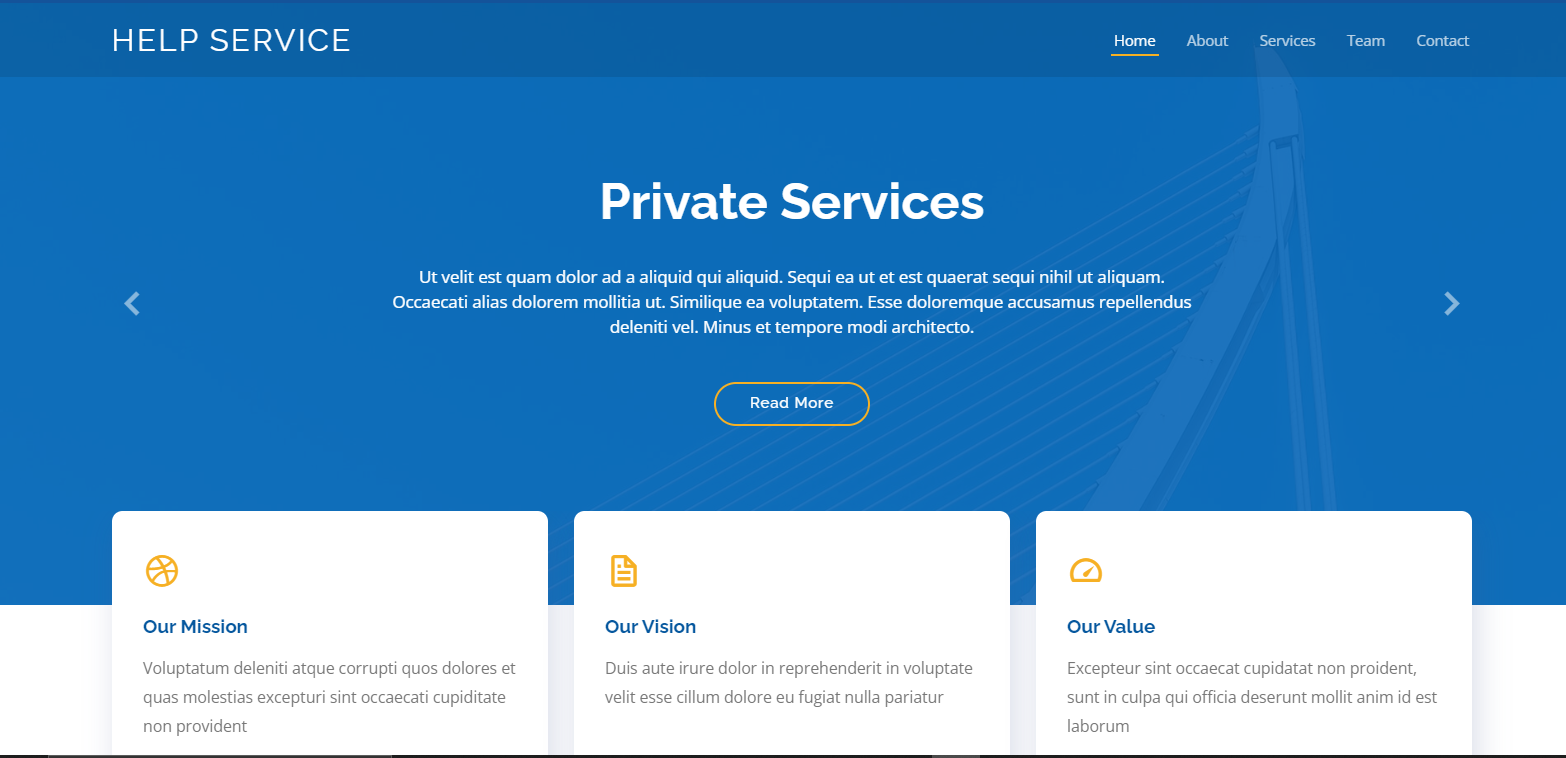 HELP SERVICE
Home About Services Team Contact
Private Services
Ut velit est quam dolor ad a aliquid qui aliquid. Sequi ea ut et est quaerat sequi nihil ut aliquam.
Occaecati alias dolorem mollitia ut. Similique ea voluptatem. Esse doloremque accusamus repellendus
deleniti vel. Minus et tempore modi architecto.
Read More
Our Mission
Voluptatum deleniti atque corrupti quos dolores et
quas molestias excepturi sint occaecati cupiditate
non provident
Our Vision
Duis aute irure dolor in reprehenderit in voluptate
velit esse cillum dolore eu fugiat nulla pariatur
Our Value
Excepteur sint occaecat cupidatat non proident,
sunt in culpa qui officia deserunt mollit anim id est
laborum